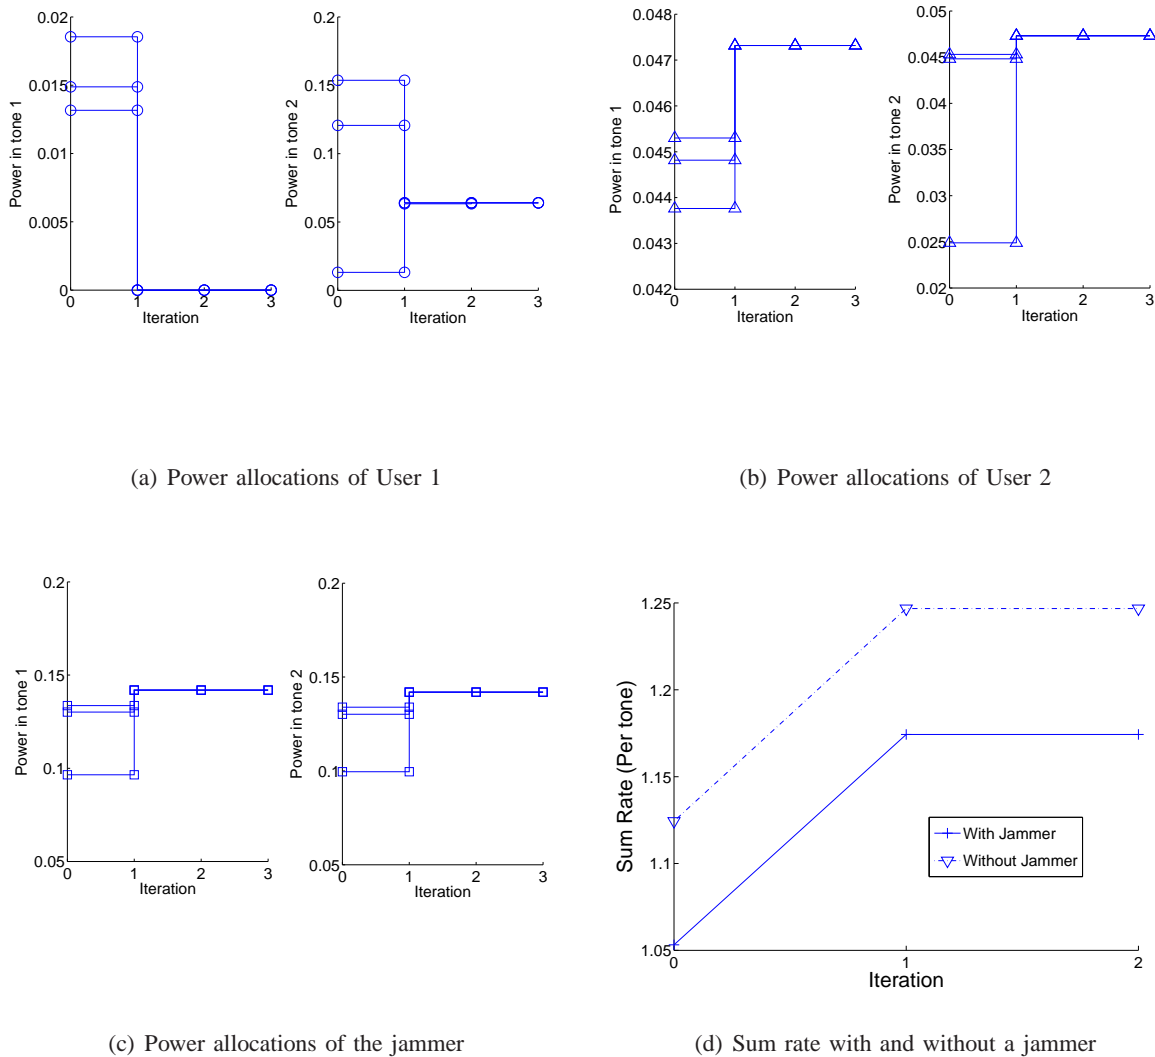 0.02
0.015
0.01
0.005
0
0 1 2 3
Iteration
Power in tone 1
0.2
0.15
0.1
0.05
0
0 1 2 3
Iteration
Power in tone 2
(a) Power allocations of User 1
0.048
0.047
0.046
0.045
0.044
0.043
0.042
0 1 2 3
Iteration
Power in tone 1
0.05
0.045
0.04
0.035
0.03
0.025
0.02
0 1 2 3
Iteration
Power in tone 2
(b) Power allocations of User 2
0.2
0.15
0.1
0.05
0 1 2 3
Iteration
Power in tone 1
0.2
0.15
0.1
0.05
0 1 2 3
Iteration
Power in tone 2
(c) Power allocations of the jammer
1.25
1.2
1.15
1.1
1.05
0 1 2
Iteration
Sum Rate (Per tone)
With Jammer
Without Jammer
(d) Sum rate with and without a jammer